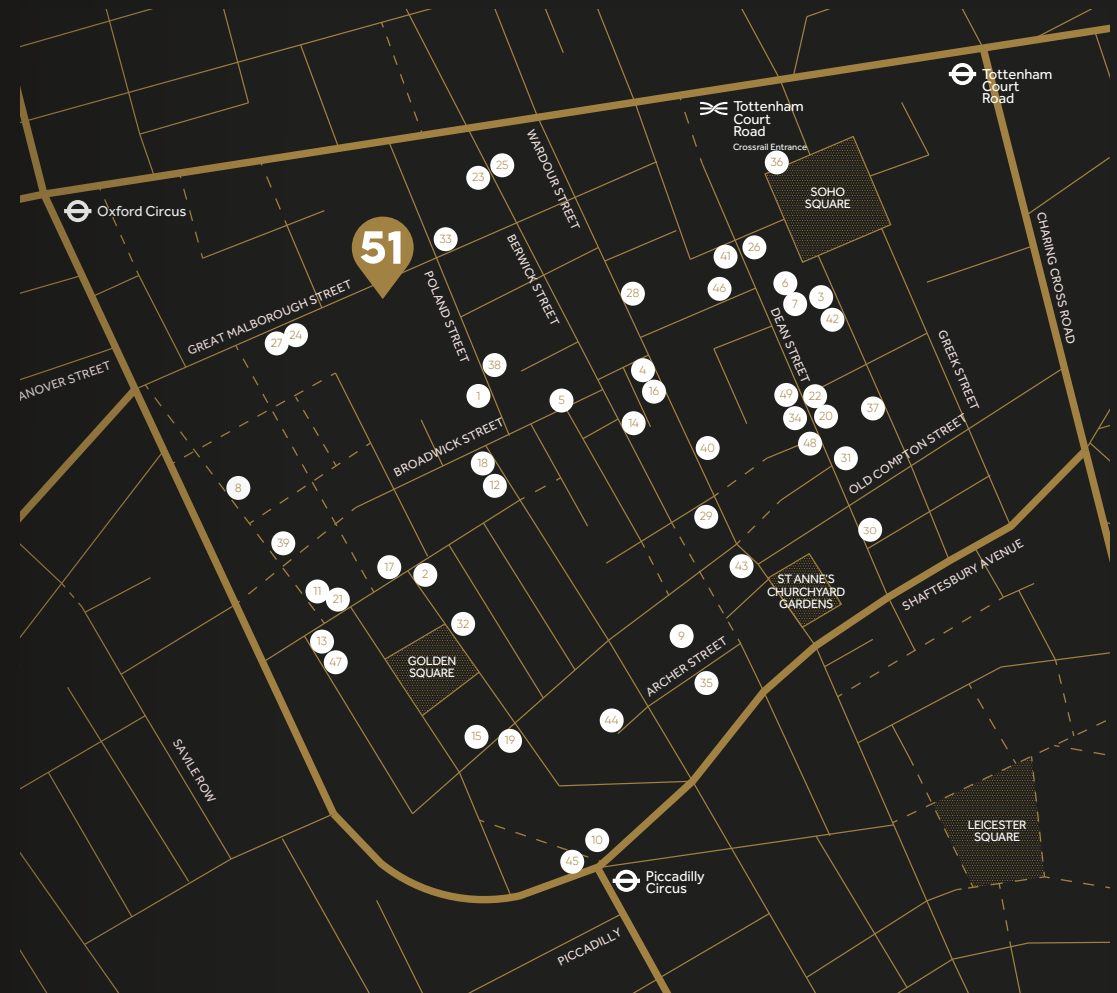 Tottenham
Court
Road
Tottenham
Court
Road
Crossrail Entrance
36
25
23
WARDOUR STREET
SOHO
SQUARE
Oxford Circus
33
51
BERWICK STREET
26
41
CHARING CROSS ROAD
POLAND STREET
28
46
6
7
3
42
GREAT MALBOROUGH STREET
27
24
DEAN STREET
GREEK STREET
ANOVER STREET
38
4
16
1
5
14
49
22
34
20
37
BROADWICK STREET
40
48
31
OLD COMPTON STREET
18
12
8
29
30
39
43
SHAFTESBURY AVENUE
17
2
ST ANNE'S
CHURCHYARD
GARDENS
11
21
32
9
13
47
GOLDEN
SQUARE
ARCHER STREET
35
44
15
19
SAVILE ROW
LEICESTER
SQUARE
10
45
Piccadilly
Circus
PICCADILLY